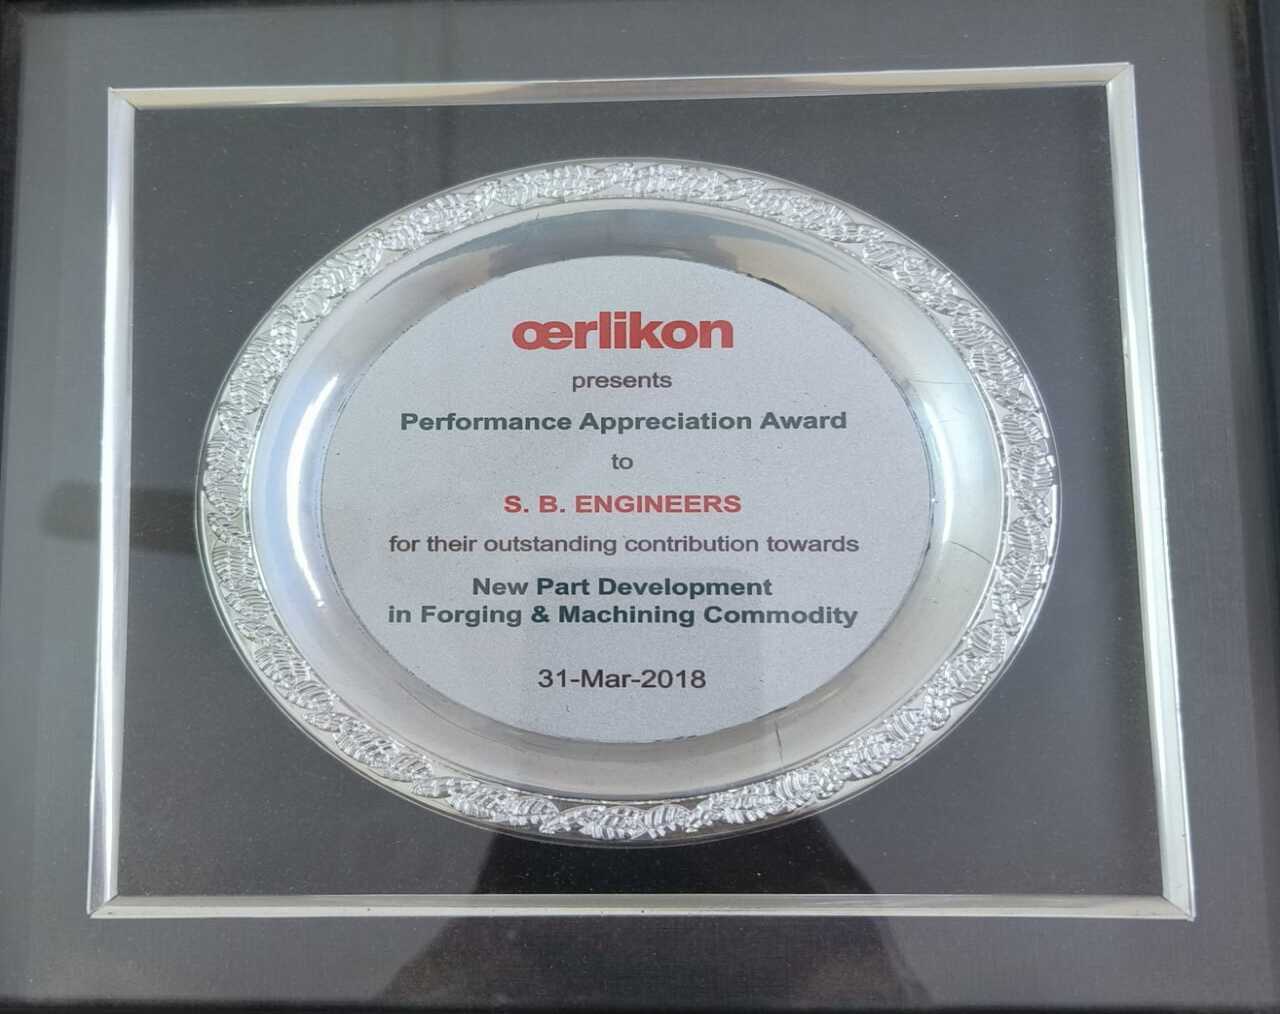 œrlikon
presents
Performance Appreciation Award
to
S. B. ENGINEERS
for their outstanding contribution towards
New Part Development
in Forging & Machining Commodity
31-Mar-2018